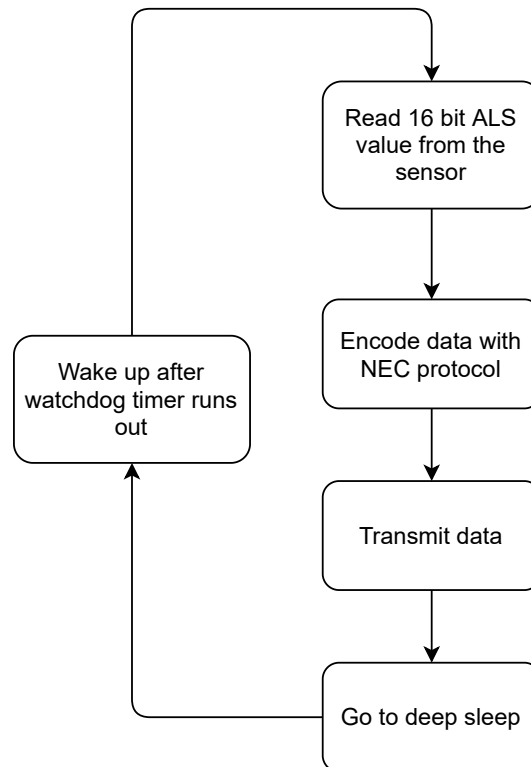 Read 16 bit ALS
value from the
sensor
Encode data with
NEC protocol
Transmit data
Go to deep sleep
Wake up after
watchdog timer runs
out